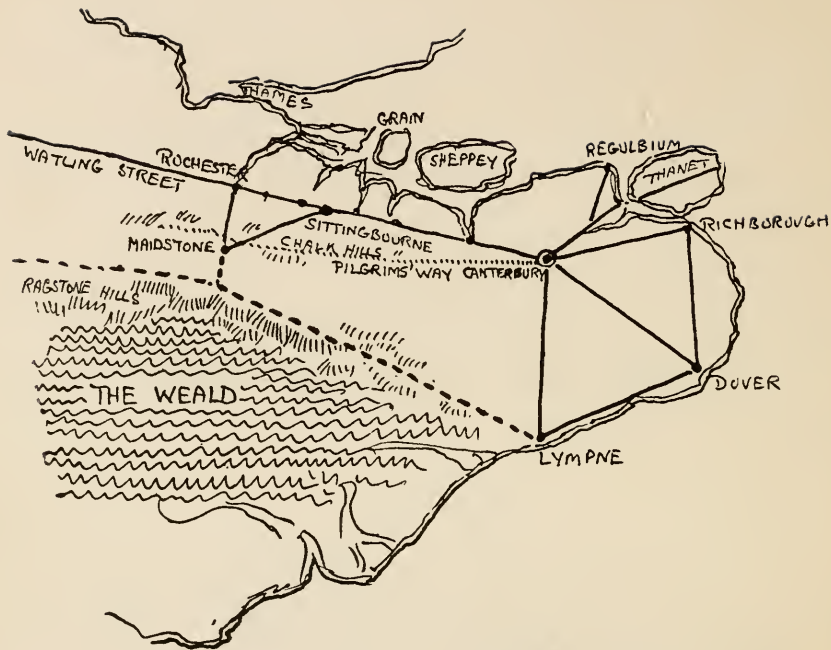 THAMES
GRAIN
REGULBIUM
SHEPPEY
THANET
WATLING STREET
ROCHESTER
RICHBOROUGH
SITTINGBOURNE
MAIDSTONE
CHALK HILLS
PILGRIMS' WAY
CANTERBURY
RAGSTONE HILLS
THE WEALD
DOVER
LYMPNE